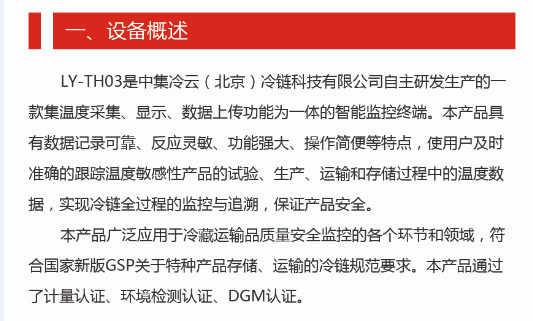 一、设备概述
LY-TH03是中集冷云（北京）冷链科技有限公司自主研发生产的一
款集温度采集、显示、数据上传功能为一体的智能监控终端。本产品具
有数据记录可靠、反应灵敏、功能强大、操作简便等特点，使用户及时
准确的跟踪温度敏感性产品的试验、生产、运输和存储过程中的温度数
据，实现冷链全过程的监控与追溯，保证产品安全。
本产品广泛应用于冷藏运输品质量安全监控的各个环节和领域，符
合国家新版GSP关于特种产品存储、运输的冷链规范要求。本产品通过
了计量认证、环境检测认证、DGM认证。